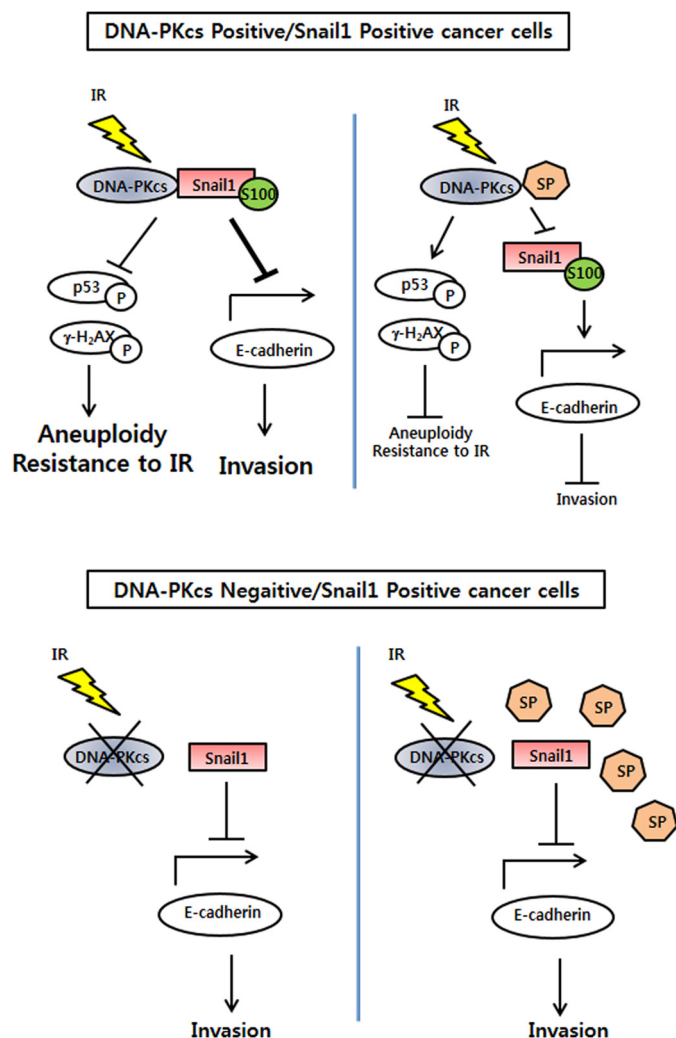 DNA-PKcs Positive/Snail1 Positive cancer cells
IR
DNA-PKcs
Snail1
S100
p53
P
γ-H2AX
P
Aneuploidy
Resistance to IR
E-cadherin
Invasion
IR
DNA-PKcs
SP
Snail1
S100
p53
P
γ-H2AX
P
Aneuploidy
Resistance to IR
E-cadherin
Invasion
DNA-PKcs Negaitive/Snail1 Positive cancer cells
IR
DNA-PKcs
Snail1
E-cadherin
Invasion
IR
DNA-PKcs
SP
SP
Snail1
SP
SP
E-cadherin
Invasion